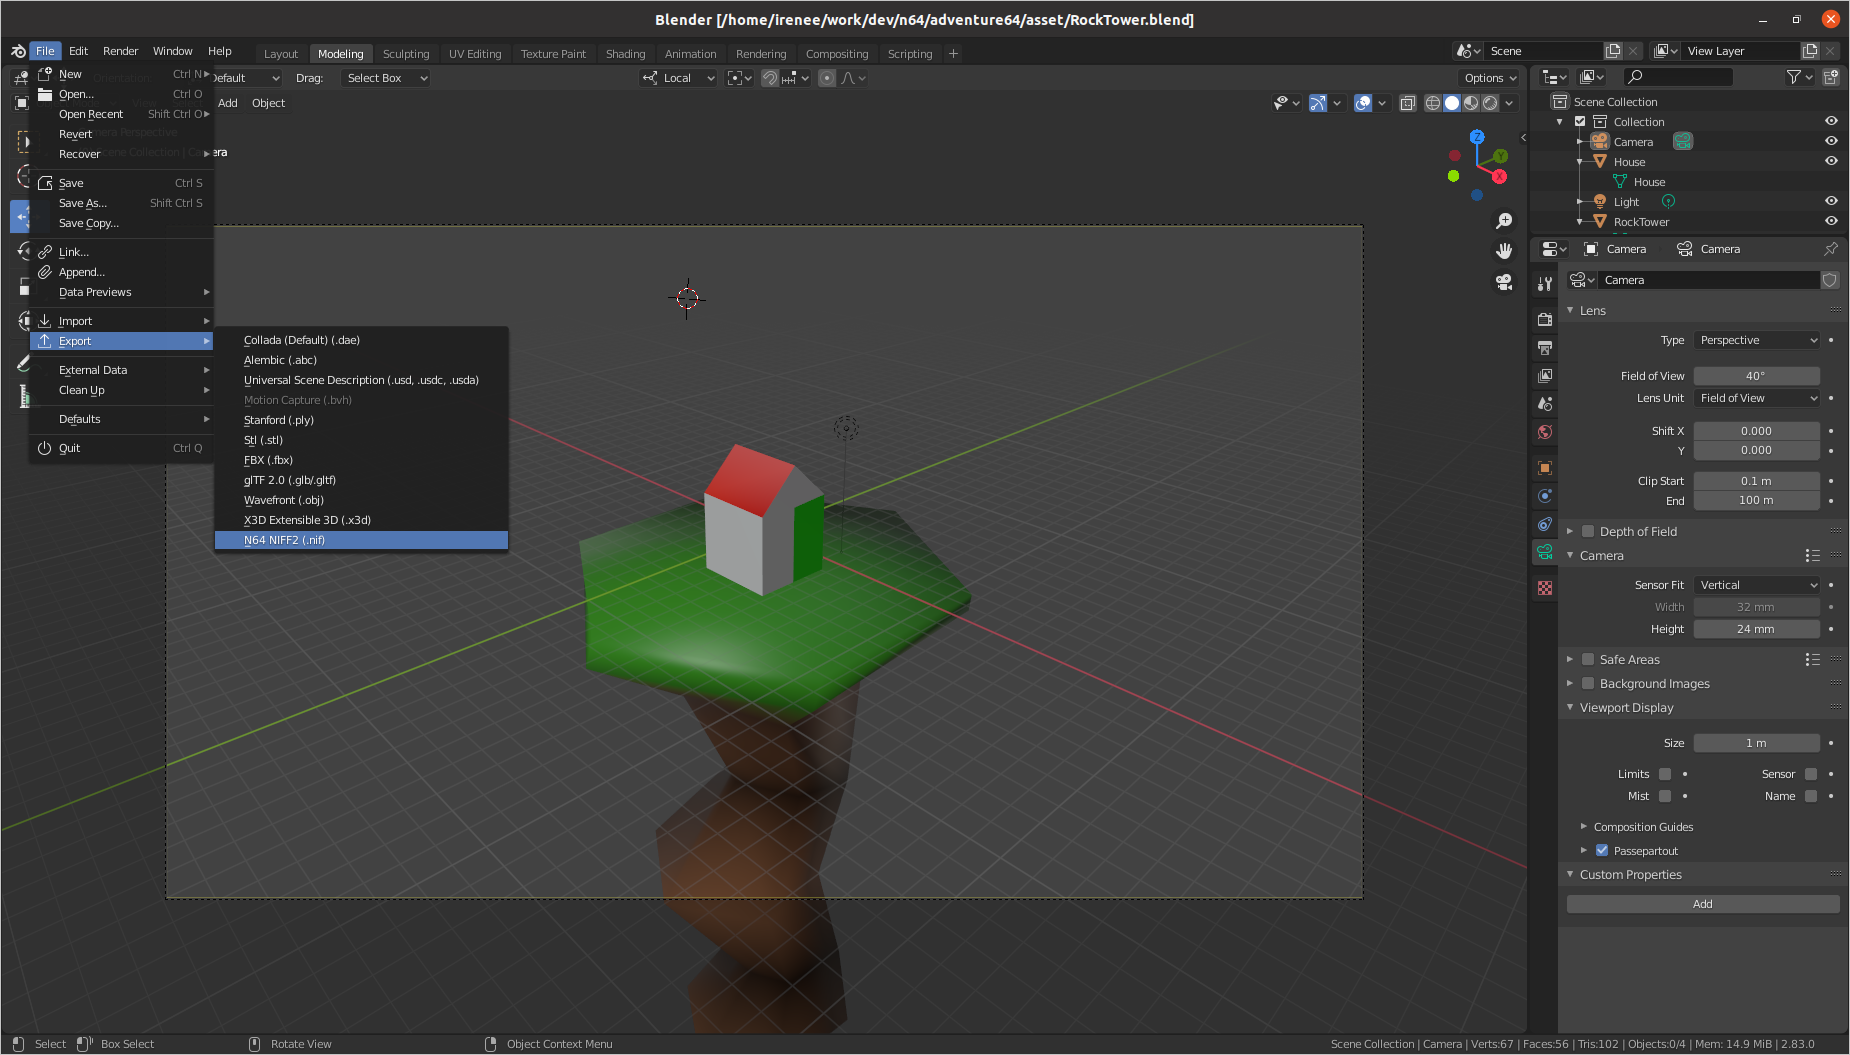 Blender [/home/irenee/work/dev/n64/adventure64/asset/RockTower.blend]
File Edit Render Window Help Layout Modeling Sculpting UV Editing Texture Paint Shading Animation Rendering Compositing Scripting + Scene View Layer
Default Drag: Select Box Local Options
Add Object
New Ctrl N
Open... Ctrl O
Open Recent Shift Ctrl O
Revert
Recover
Save Ctrl S
Save As... Shift Ctrl S
Save Copy...
Link...
Append...
Data Previews
Import
Export
External Data
Clean Up
Defaults
Quit Ctrl Q
Collada (Default) (.dae)
Alembic (.abc)
Universal Scene Description (.usd, .usdc, .usda)
Motion Capture (.bvh)
Stanford (.ply)
Stl (.stl)
FBX (.fbx)
glTF 2.0 (.glb/.gltf)
Wavefront (.obj)
X3D Extensible 3D (.x3d)
N64 NIFF2 (.nif)
Camera Perspective
Scene Collection | Camera
Z
Y
X
Scene Collection
Collection
Camera
House
House
Light
RockTower
Camera Camera
Camera
Lens
Type Perspective
Field of View 40°
Lens Unit Field of View
Shift X 0.000
Y 0.000
Clip Start 0.1 m
End 100 m
Depth of Field
Camera
Sensor Fit Vertical
Width 32 mm
Height 24 mm
Safe Areas
Background Images
Viewport Display
Size 1 m
Limits Sensor
Mist Name
Composition Guides
Passepartout
Custom Properties
Add
Select Box Select Rotate View Object Context Menu Scene Collection | Camera | Verts:67 | Faces:56 | Tris:102 | Objects:0/4 | Mem: 14.9 MiB | 2.83.0